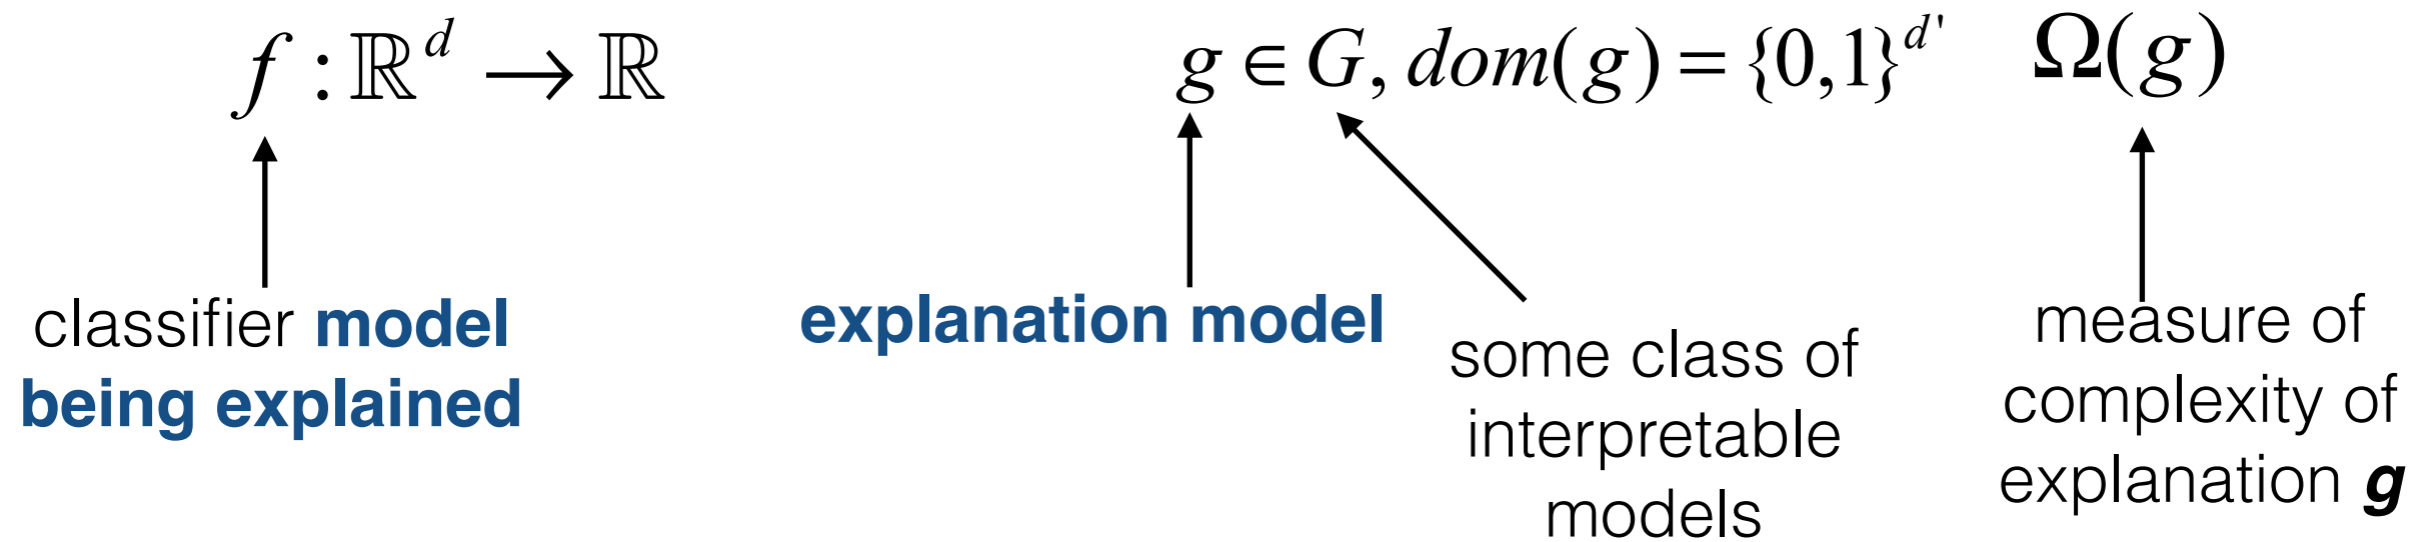 f : ℝ^d → ℝ
g ∈ G, dom(g) = {0,1}^{d'}
Ω(g)
classifier model
being explained
explanation model
some class of
interpretable
models
measure of
complexity of
explanation g